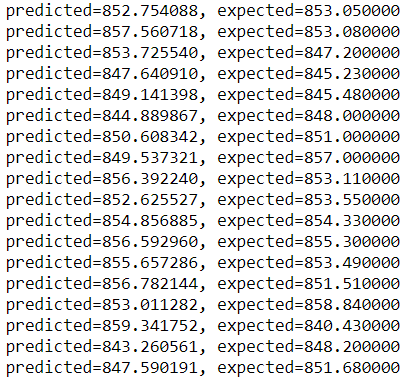 predicted=852.754088, expected=853.050000
predicted=857.560718, expected=853.080000
predicted=853.725540, expected=847.200000
predicted=847.640910, expected=845.230000
predicted=849.141398, expected=845.480000
predicted=844.889867, expected=848.000000
predicted=850.608342, expected=851.000000
predicted=849.537321, expected=857.000000
predicted=856.392240, expected=853.110000
predicted=852.625527, expected=853.550000
predicted=854.856885, expected=854.330000
predicted=856.592960, expected=855.300000
predicted=855.657286, expected=853.490000
predicted=856.782144, expected=851.510000
predicted=853.011282, expected=858.840000
predicted=859.341752, expected=840.430000
predicted=843.260561, expected=848.200000
predicted=847.590191, expected=851.680000